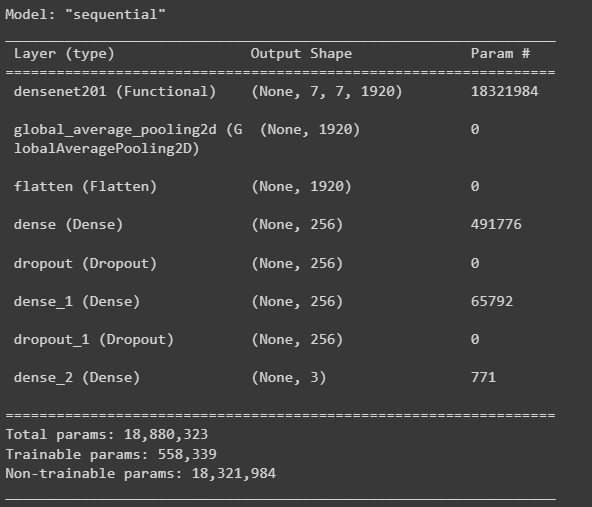 Model: "sequential"
Layer (type) Output Shape Param #
densenet201 (Functional) (None, 7, 7, 1920) 18321984
global_average_pooling2d (G (None, 1920) 0
lobalAveragePooling2D)
flatten (Flatten) (None, 1920) 0
dense (Dense) (None, 256) 491776
dropout (Dropout) (None, 256) 0
dense_1 (Dense) (None, 256) 65792
dropout_1 (Dropout) (None, 256) 0
dense_2 (Dense) (None, 3) 771
Total params: 18,880,323
Trainable params: 558,339
Non-trainable params: 18,321,984